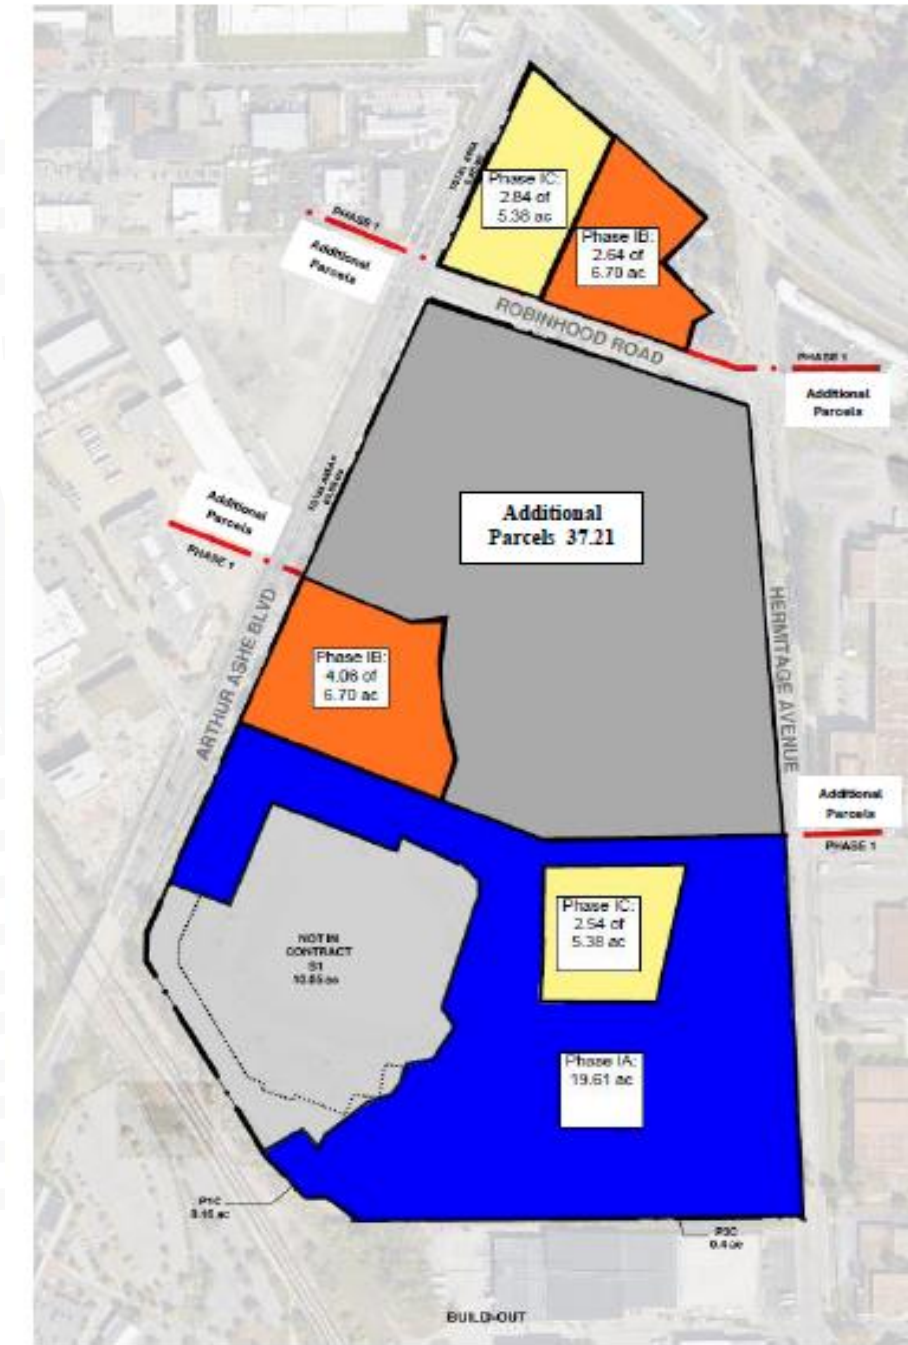 Phase IC:
2.84 of
5.38 ac
PHASE 1
Additional
Parcels
Phase IB:
2.64 of
6.70 ac
ROBINHOOD ROAD
PHASE 1
Additional
Parcels
Additional
Parcels 37.21
Additional
Parcels
PHASE 1
ARTHUR ASHE BLVD
HERMITAGE AVENUE
Phase IB:
4.06 of
6.70 ac
Additional
Parcels
PHASE 1
Phase IC:
2.54 of
5.38 ac
NOT IN
CONTRACT
S1
Phase IA:
19.61 ac
BUILD-OUT